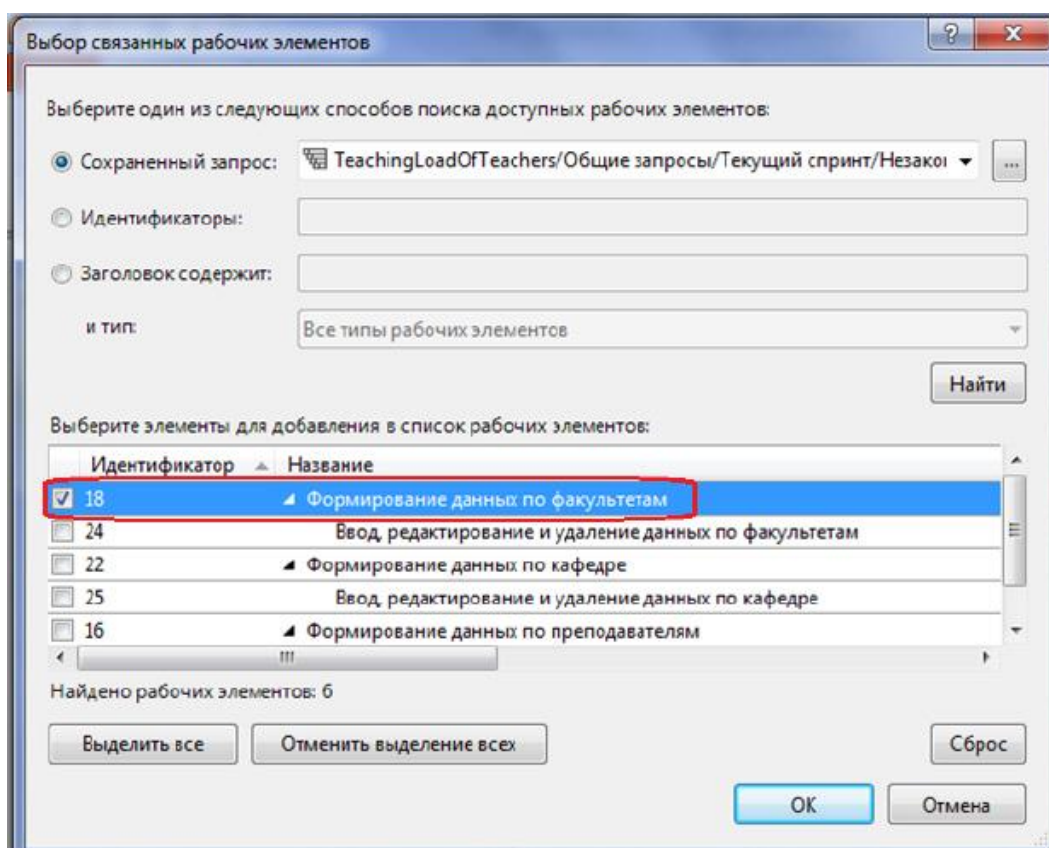 Выбор связанных рабочих элементов
Выберите один из следующих способов поиска доступных рабочих элементов:
Сохраненный запрос: TeachingLoadOfTeachers/Общие запросы/Текущий спринт/Незакон ...
Идентификаторы:
Заголовок содержит:
и тип: Все типы рабочих элементов
Найти
Выберите элементы для добавления в список рабочих элементов:
Идентификатор Название
18 Формирование данных по факультетам
24 Ввод, редактирование и удаление данных по факультетам
22 Формирование данных по кафедре
25 Ввод, редактирование и удаление данных по кафедре
16 Формирование данных по преподавателям
Найдено рабочих элементов: 6
Выделить все Отменить выделение всех Сброс
ОК Отмена